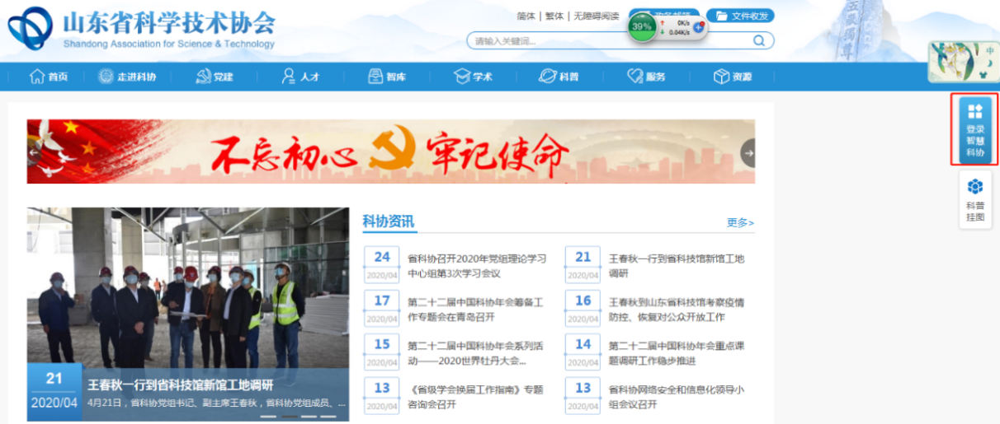 山东省科学技术协会
Shandong Association for Science & Technology
简体 | 繁体 | 无障碍阅读
文件收发
39%
0K/s
0.04K/s
请输入关键词...
五岳独尊
中
首页
走进科协
党建
人才
智库
学术
科普
服务
资源
不忘初心 牢记使命
登录
智慧
科协
科普
挂图
科协资讯
更多>
24
2020/04
省科协召开2020年党组理论学习
中心组第3次学习会议
21
2020/04
王春秋一行到省科技馆新馆工地
调研
17
2020/04
第二十二届中国科协年会筹备工
作专题会在青岛召开
16
2020/04
王春秋到山东省科技馆考察疫情
防控、恢复对公众开放工作
15
2020/04
第二十二届中国科协年会系列活
动——2020世界牡丹大会...
14
2020/04
第二十二届中国科协年会重点课
题调研工作稳步推进
13
2020/04
《省级学会换届工作指南》专题
咨询会召开
13
2020/04
省科协网络安全和信息化领导小
组会议召开
21
2020/04
王春秋一行到省科技馆新馆工地调研
4月21日，省科协党组书记、副主席王春秋，省科协党组成员、...